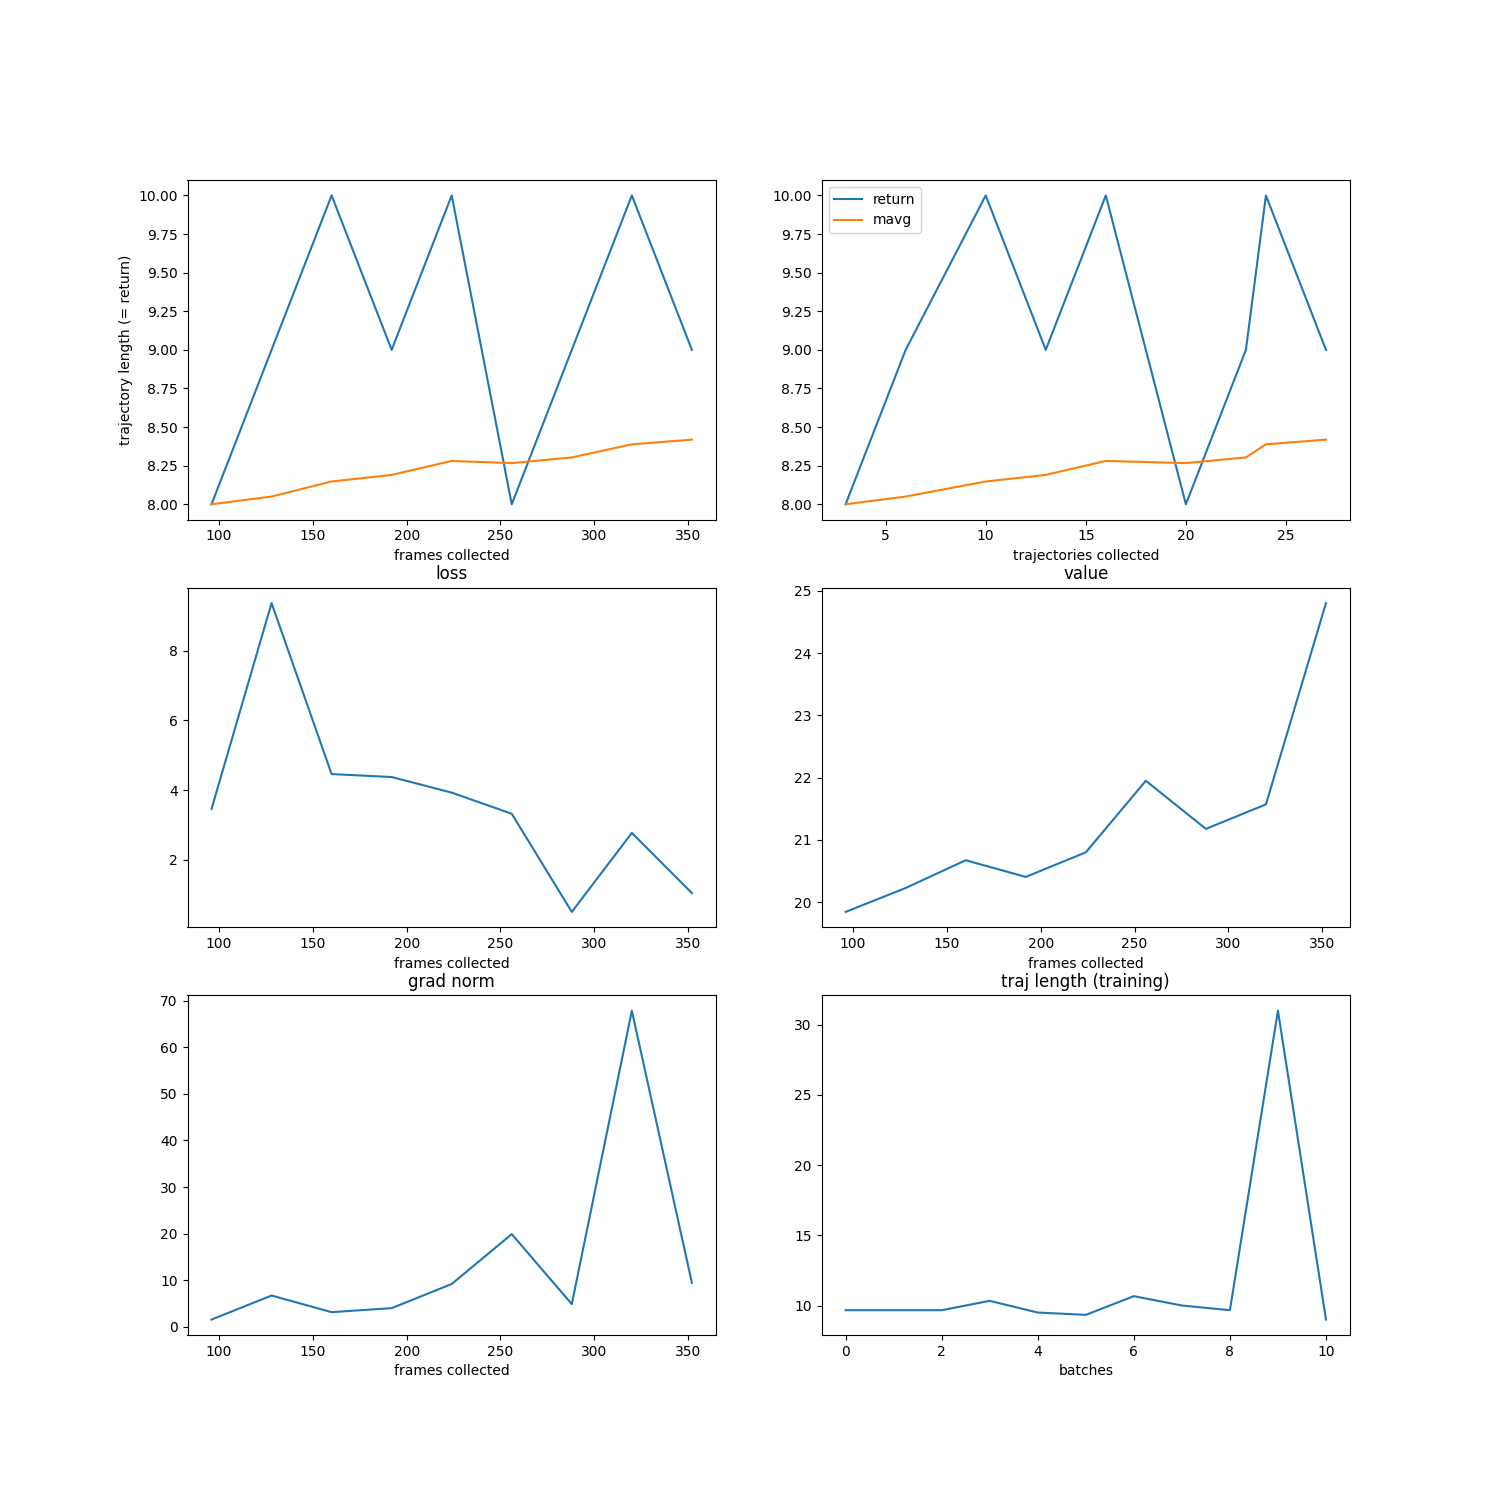 10.00
9.75
9.50
9.25
9.00
8.75
8.50
8.25
8.00
trajectory length (= return)
100 150 200 250 300 350
frames collected
return
mavg
10.00
9.75
9.50
9.25
9.00
8.75
8.50
8.25
8.00
5 10 15 20 25
trajectories collected
loss
8
6
4
2
100 150 200 250 300 350
frames collected
value
25
24
23
22
21
20
100 150 200 250 300 350
frames collected
grad norm
70
60
50
40
30
20
10
0
100 150 200 250 300 350
frames collected
traj length (training)
30
25
20
15
10
0 2 4 6 8 10
batches